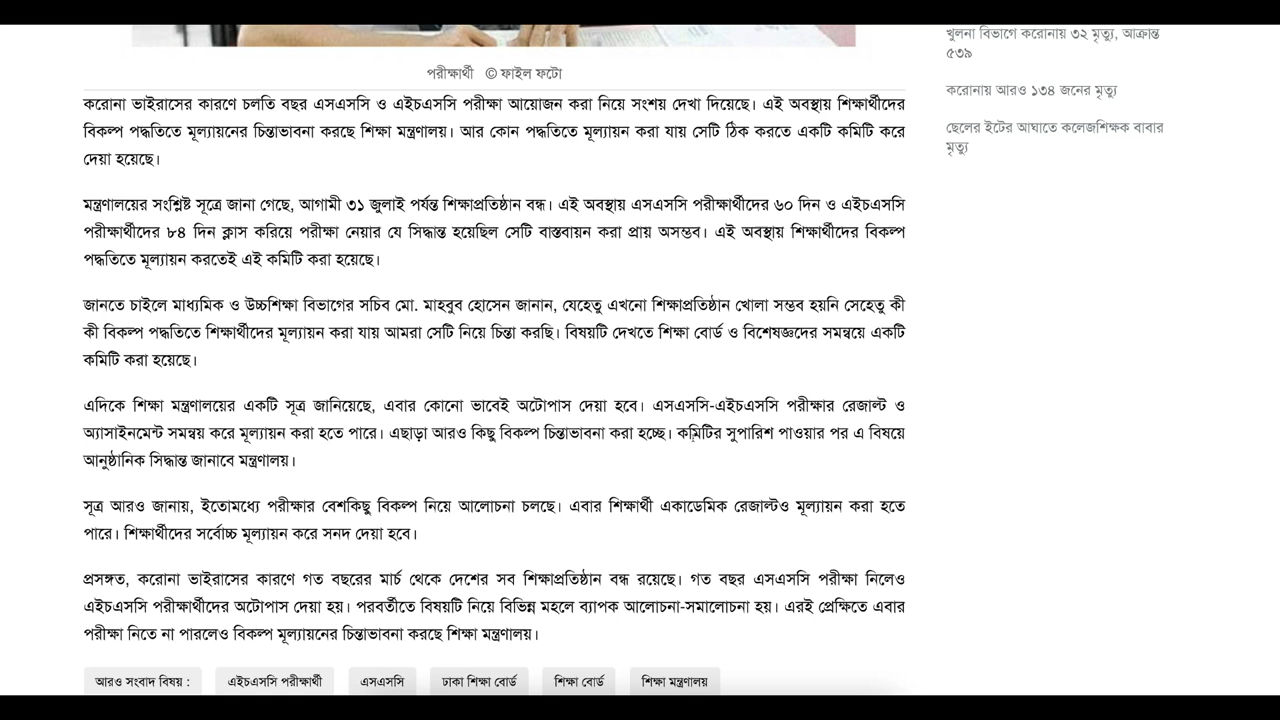 পরীক্ষার্থী © ফাইল ফটো
করোনা ভাইরাসের কারণে চলতি বছর এসএসসি ও এইচএসসি পরীক্ষা আয়োজন করা নিয়ে সংশয় দেখা দিয়েছে। এই অবস্থায় শিক্ষার্থীদের
বিকল্প পদ্ধতিতে মূল্যায়নের চিন্তাভাবনা করছে শিক্ষা মন্ত্রণালয়। আর কোন পদ্ধতিতে মূল্যায়ন করা যায় সেটি ঠিক করতে একটি কমিটি করে
দেয়া হয়েছে।
মন্ত্রণালয়ের সংশ্লিষ্ট সূত্রে জানা গেছে, আগামী ৩১ জুলাই পর্যন্ত শিক্ষাপ্রতিষ্ঠান বন্ধ। এই অবস্থায় এসএসসি পরীক্ষার্থীদের ৬০ দিন ও এইচএসসি
পরীক্ষার্থীদের ৮৪ দিন ক্লাস করিয়ে পরীক্ষা নেয়ার যে সিদ্ধান্ত হয়েছিল সেটি বাস্তবায়ন করা প্রায় অসম্ভব। এই অবস্থায় শিক্ষার্থীদের বিকল্প
পদ্ধতিতে মূল্যায়ন করতেই এই কমিটি করা হয়েছে।
জানতে চাইলে মাধ্যমিক ও উচ্চশিক্ষা বিভাগের সচিব মো. মাহবুব হোসেন জানান, যেহেতু এখনো শিক্ষাপ্রতিষ্ঠান খোলা সম্ভব হয়নি সেহেতু কী
কী বিকল্প পদ্ধতিতে শিক্ষার্থীদের মূল্যায়ন করা যায় আমরা সেটি নিয়ে চিন্তা করছি। বিষয়টি দেখতে শিক্ষা বোর্ড ও বিশেষজ্ঞদের সমন্বয়ে একটি
কমিটি করা হয়েছে।
এদিকে শিক্ষা মন্ত্রণালয়ের একটি সূত্র জানিয়েছে, এবার কোনো ভাবেই অটোপাস দেয়া হবে। এসএসসি-এইচএসসি পরীক্ষার রেজাল্ট ও
অ্যাসাইনমেন্ট সমন্বয় করে মূল্যায়ন করা হতে পারে। এছাড়া আরও কিছু বিকল্প চিন্তাভাবনা করা হচ্ছে। কমিটির সুপারিশ পাওয়ার পর এ বিষয়ে
আনুষ্ঠানিক সিদ্ধান্ত জানাবে মন্ত্রণালয়।
সূত্র আরও জানায়, ইতোমধ্যে পরীক্ষার বেশকিছু বিকল্প নিয়ে আলোচনা চলছে। এবার শিক্ষার্থী একাডেমিক রেজাল্টও মূল্যায়ন করা হতে
পারে। শিক্ষার্থীদের সর্বোচ্চ মূল্যায়ন করে সনদ দেয়া হবে।
প্রসঙ্গত, করোনা ভাইরাসের কারণে গত বছরের মার্চ থেকে দেশের সব শিক্ষাপ্রতিষ্ঠান বন্ধ রয়েছে। গত বছর এসএসসি পরীক্ষা নিলেও
এইচএসসি পরীক্ষার্থীদের অটোপাস দেয়া হয়। পরবর্তীতে বিষয়টি নিয়ে বিভিন্ন মহলে ব্যাপক আলোচনা-সমালোচনা হয়। এরই প্রেক্ষিতে এবার
পরীক্ষা নিতে না পারলেও বিকল্প মূল্যায়নের চিন্তাভাবনা করছে শিক্ষা মন্ত্রণালয়।
আরও সংবাদ বিষয় : এইচএসসি পরীক্ষার্থী এসএসসি ঢাকা শিক্ষা বোর্ড শিক্ষা বোর্ড শিক্ষা মন্ত্রণালয়
খুলনা বিভাগে করোনায় ৩২ মৃত্যু, আক্রান্ত
৫৩৯
করোনায় আরও ১৩৪ জনের মৃত্যু
ছেলের ইটের আঘাতে কলেজশিক্ষক বাবার
মৃত্যু